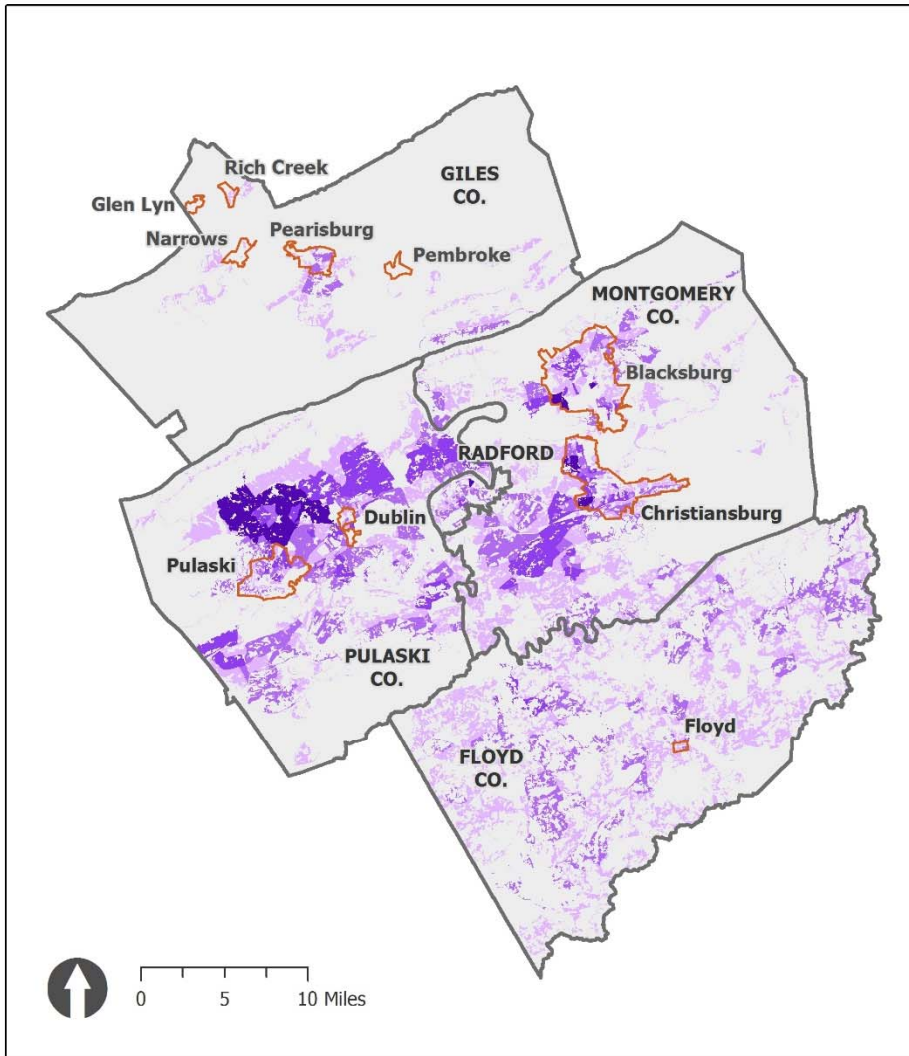 Rich Creek
GILES
CO.
Glen Lyn
Narrows
Pearisburg
Pembroke
MONTGOMERY
CO.
Blacksburg
RADFORD
Dublin
Christiansburg
Pulaski
PULASKI
CO.
Floyd
FLOYD
CO.
0 5 10 Miles